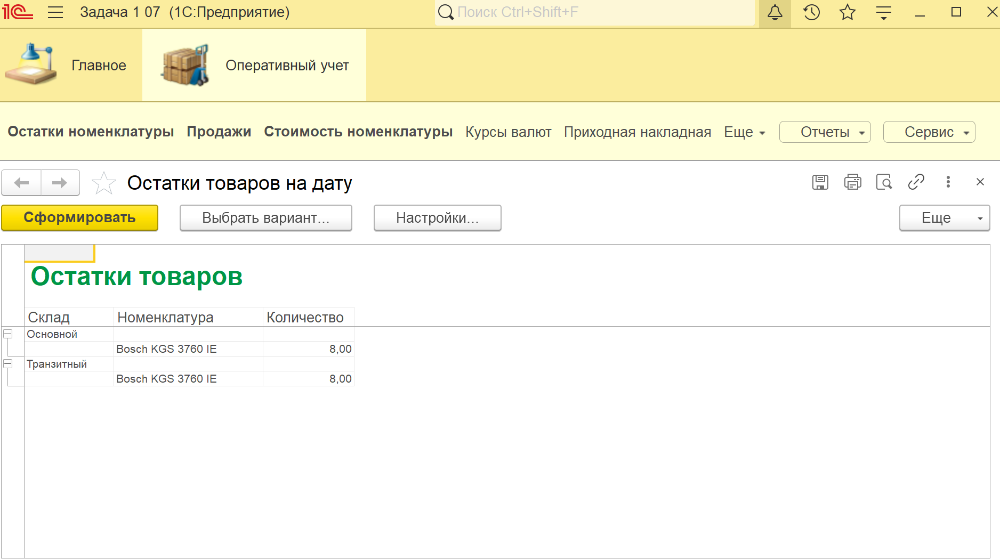 1С Задача 1 07 (1С:Предприятие) Поиск Ctrl+Shift+F
Главное Оперативный учет
Остатки номенклатуры Продажи Стоимость номенклатуры Курсы валют Приходная накладная Еще Отчеты Сервис
Остатки товаров на дату
Сформировать Выбрать вариант... Настройки... Еще
Остатки товаров
Склад Номенклатура Количество
Основной
Bosch KGS 3760 IE 8,00
Транзитный
Bosch KGS 3760 IE 8,00